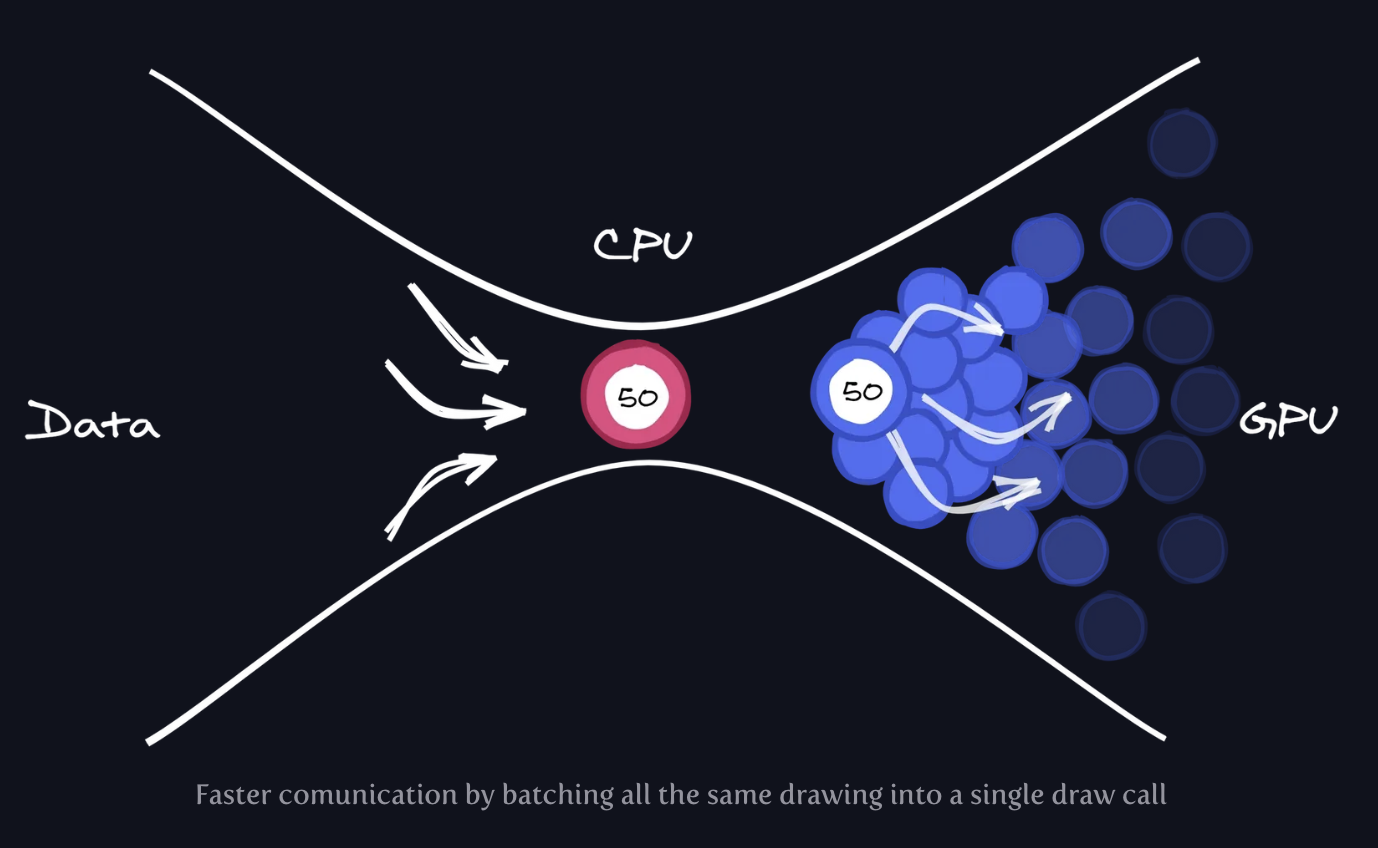 CPU
50
50
Data
GPU
Faster comunication by batching all the same drawing into a single draw call